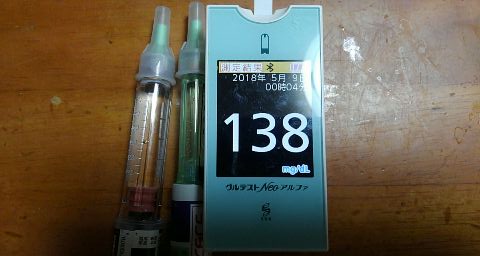 測定結果
2018年 5月 9日
00時04分
138
mg/dL
グルテストNeoアルファ